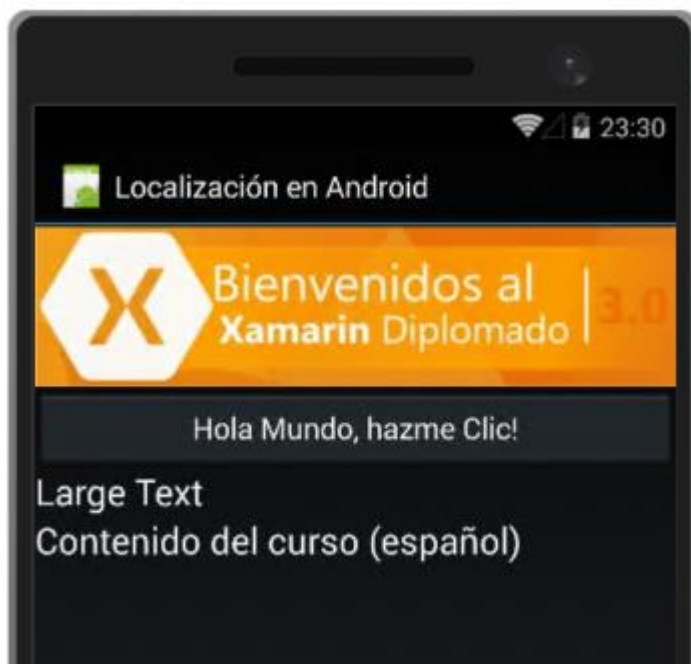 23:30
Localización en Android
X
Bienvenidos al
Xamarin Diplomado
3.0
Hola Mundo, hazme Clic!
Large Text
Contenido del curso (español)